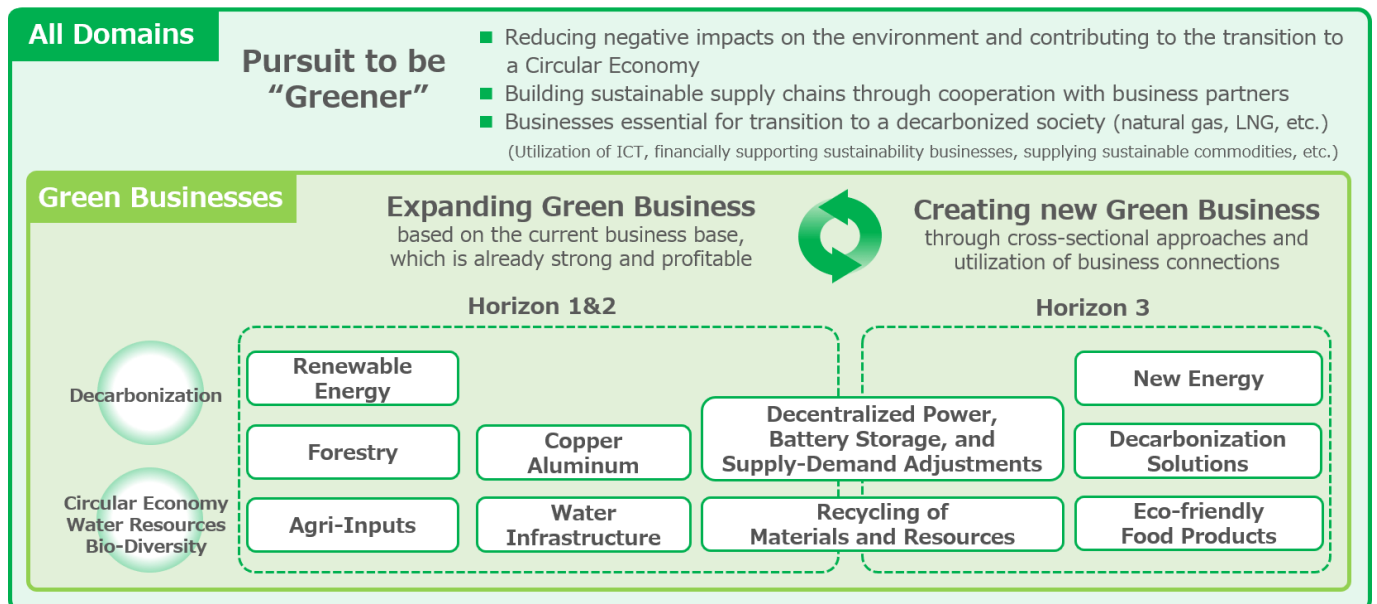 All Domains
Pursuit to be
“Greener”
■ Reducing negative impacts on the environment and contributing to the transition to
a Circular Economy
■ Building sustainable supply chains through cooperation with business partners
■ Businesses essential for transition to a decarbonized society (natural gas, LNG, etc.)
(Utilization of ICT, financially supporting sustainability businesses, supplying sustainable commodities, etc.)
Green Businesses
Expanding Green Business
based on the current business base,
which is already strong and profitable
Creating new Green Business
through cross-sectional approaches and
utilization of business connections
Horizon 1&2
Horizon 3
Decarbonization
Renewable
Energy
New Energy
Forestry
Copper
Aluminum
Decentralized Power,
Battery Storage, and
Supply-Demand Adjustments
Decarbonization
Solutions
Circular Economy
Water Resources
Bio-Diversity
Agri-Inputs
Water
Infrastructure
Recycling of
Materials and Resources
Eco-friendly
Food Products